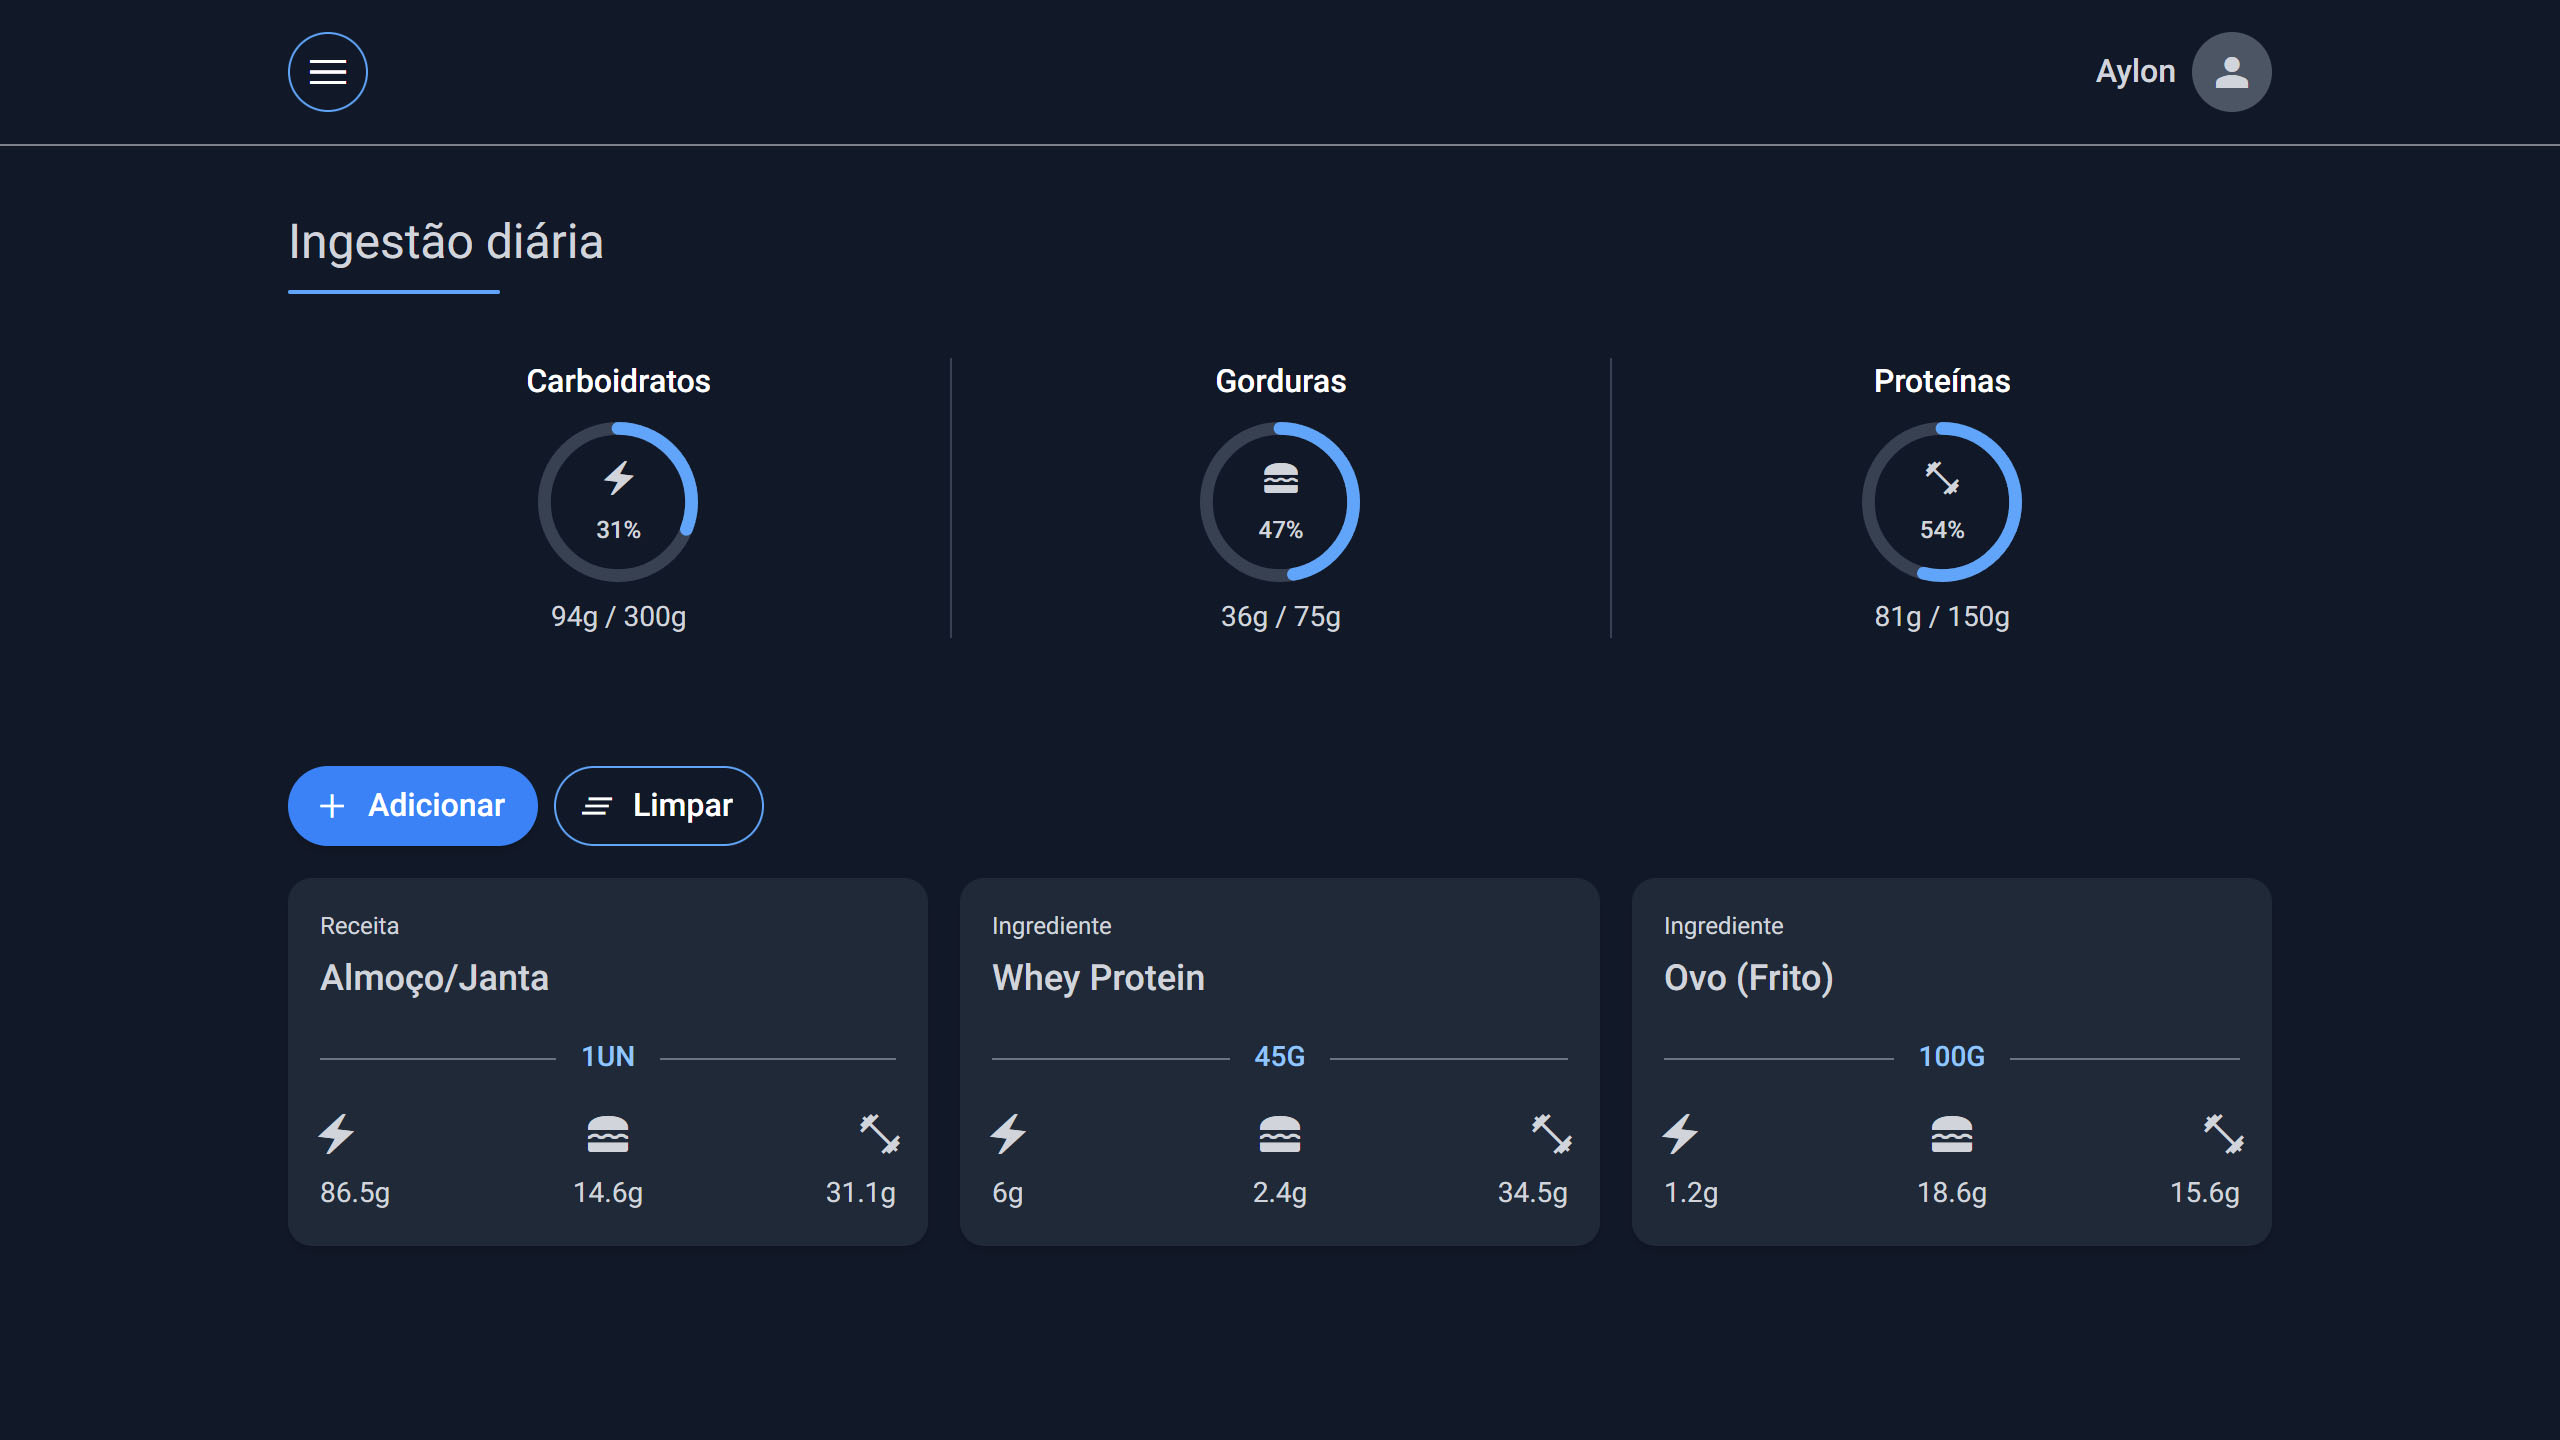 Aylon
Ingestão diária
Carboidratos
31%
94g / 300g
Gorduras
47%
36g / 75g
Proteínas
54%
81g / 150g
Adicionar
Limpar
Receita
Almoço/Janta
1UN
86.5g 14.6g 31.1g
Ingrediente
Whey Protein
45G
6g 2.4g 34.5g
Ingrediente
Ovo (Frito)
100G
1.2g 18.6g 15.6g